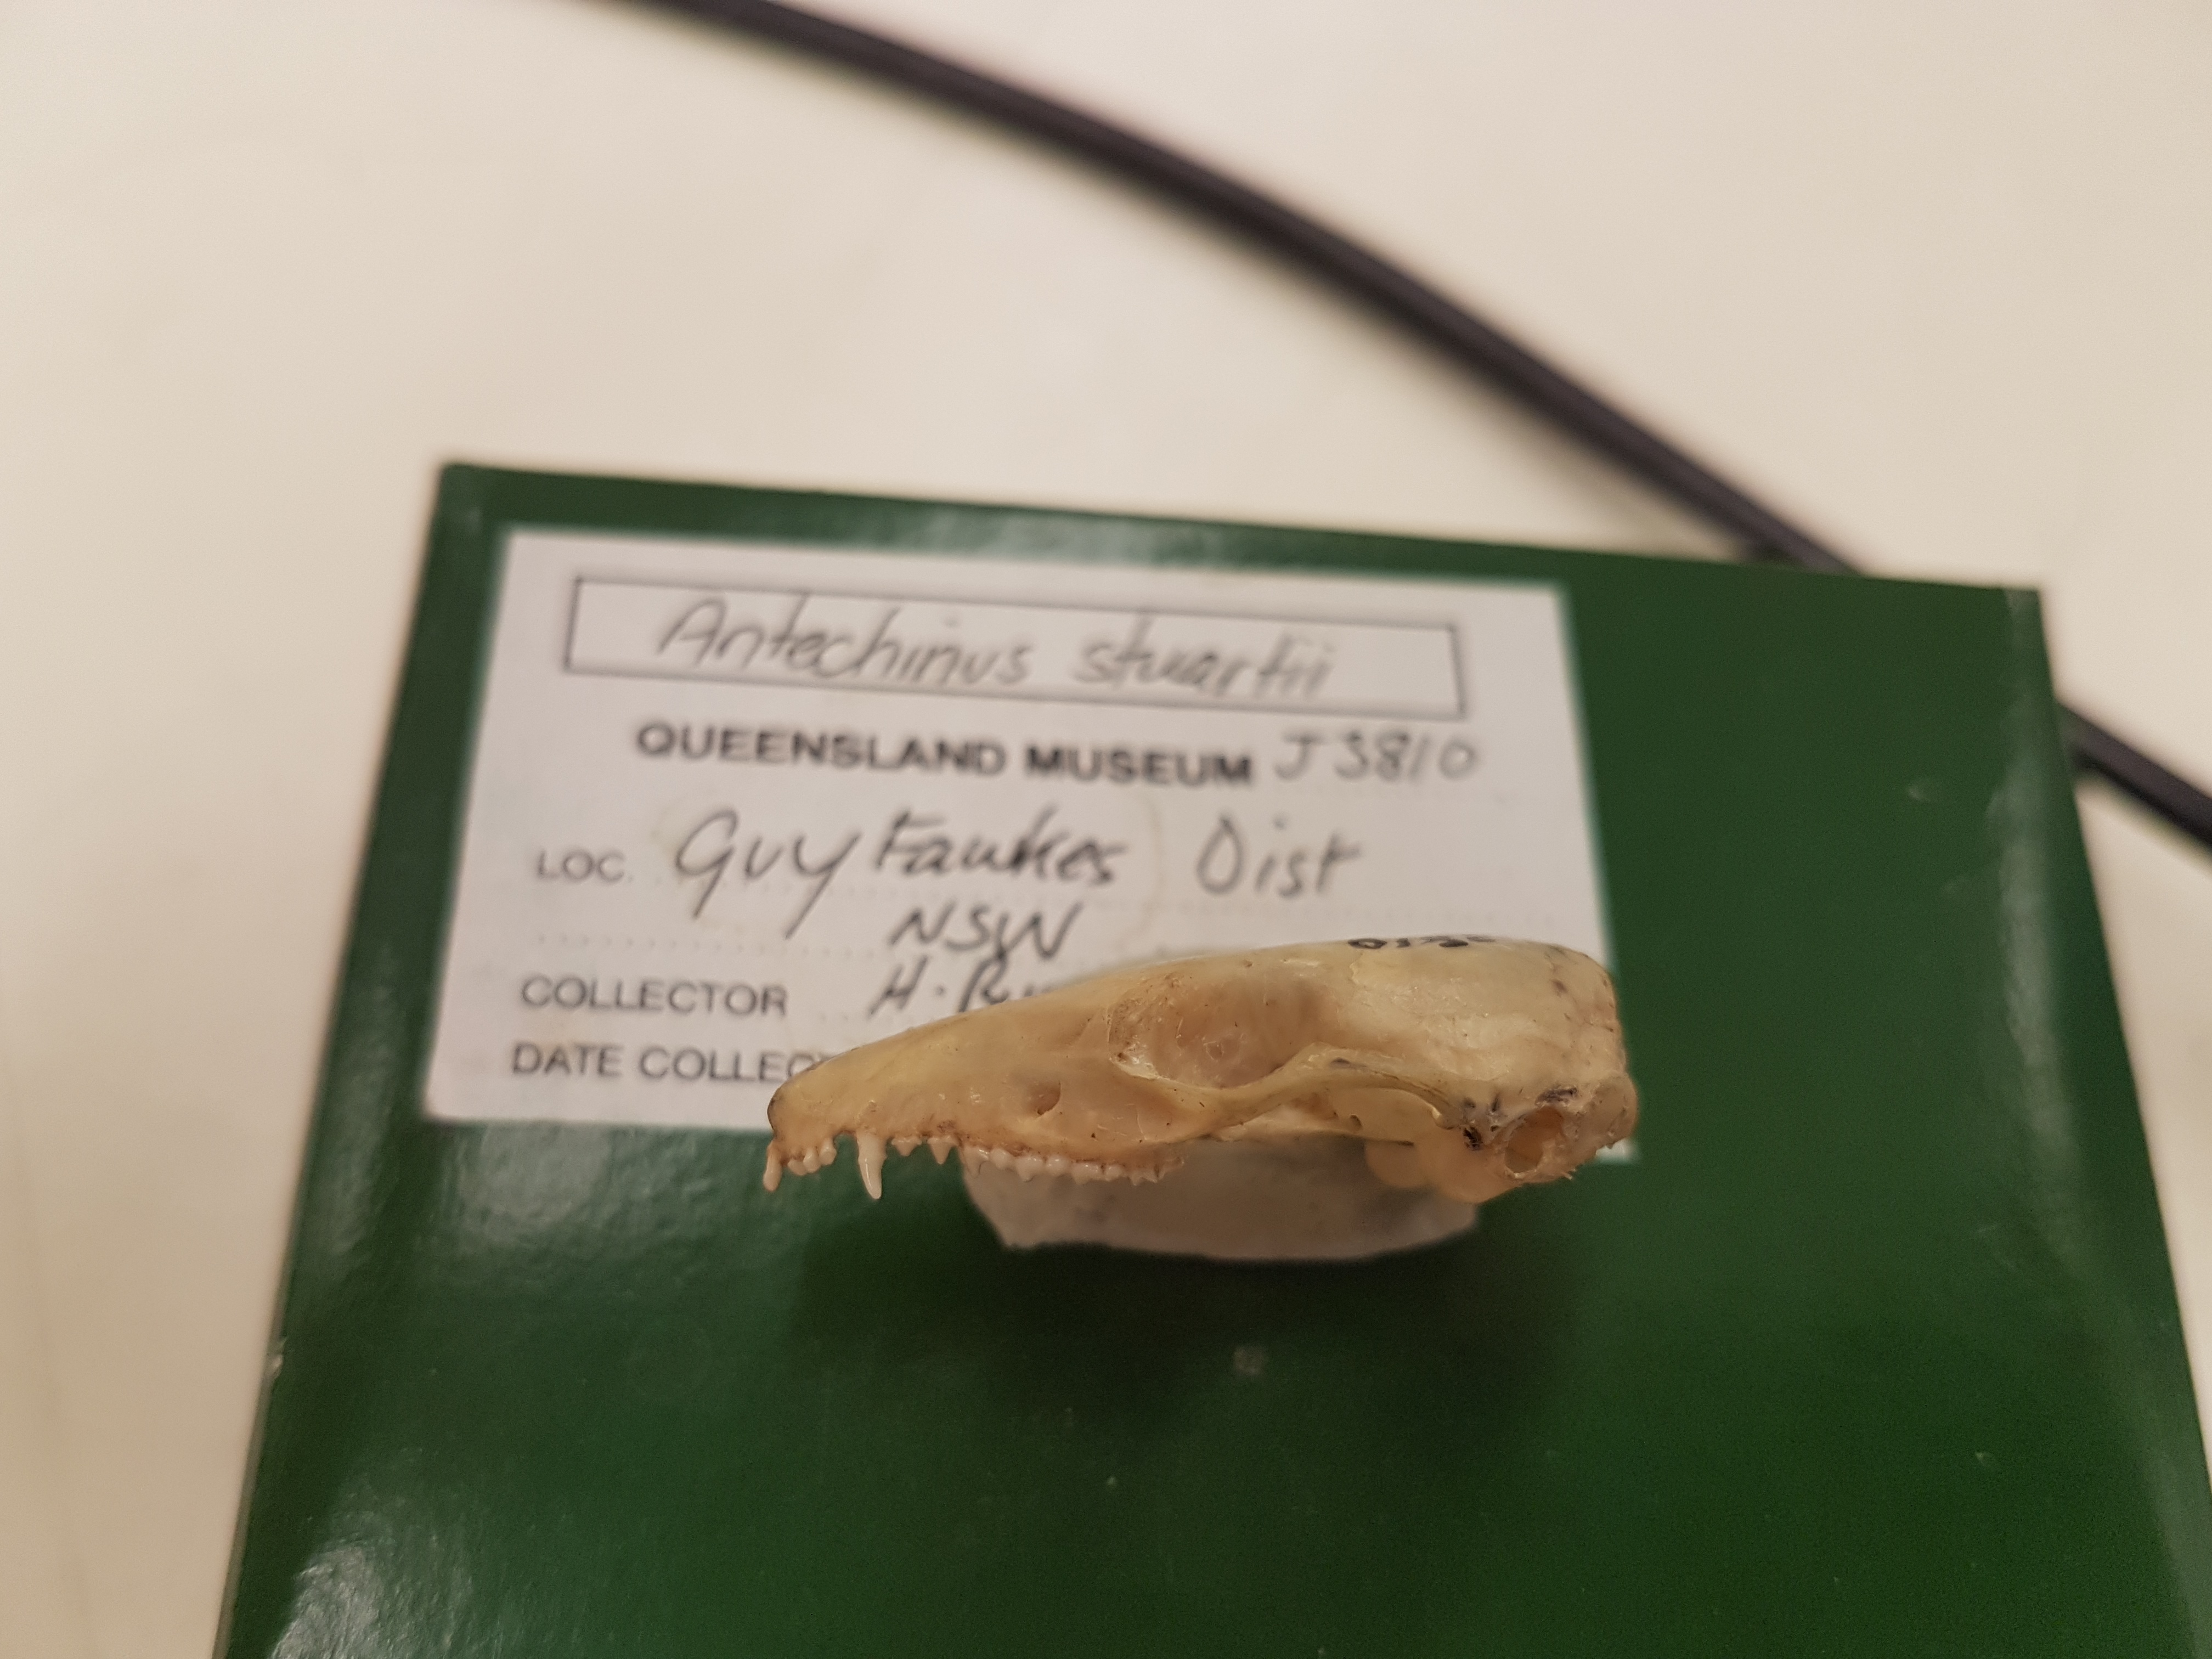 Antechinus stuartii
QUEENSLAND MUSEUM J3810
LOC. Guy Fawkes Dist
NSW
COLLECTOR H.
DATE COLLEC